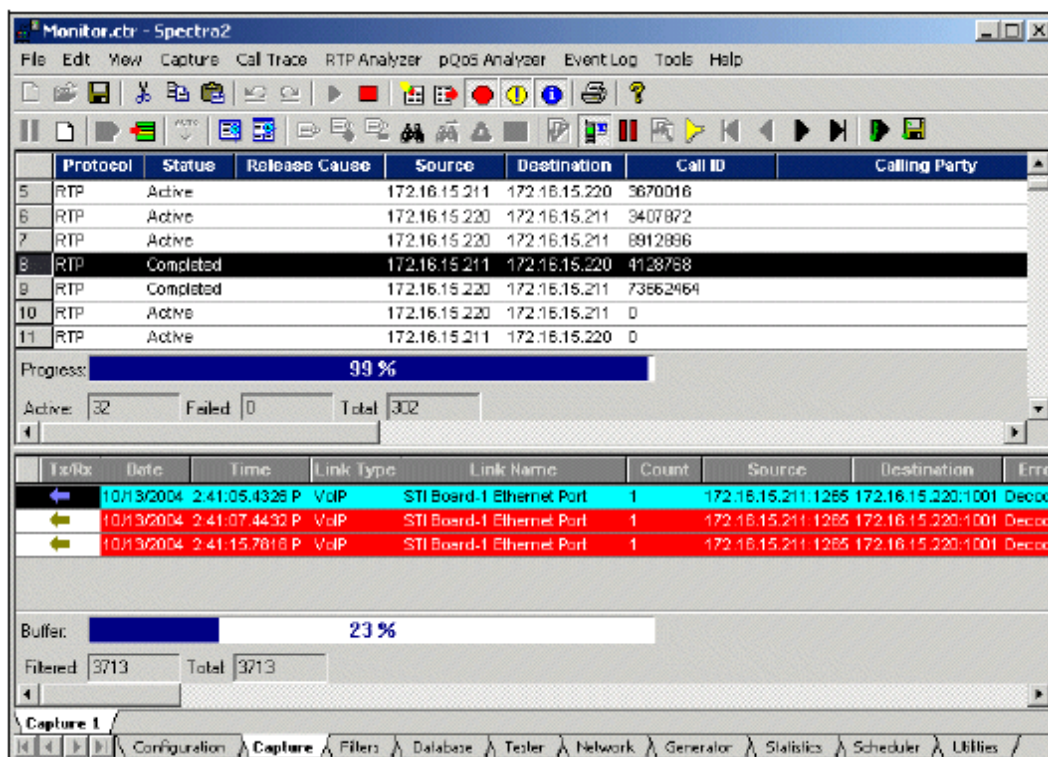 Monitor.ctr - Spectra2
File Edit View Capture Call Trace RTP Analyzer pQoS Analyzer Event Log Tools Help
Protocol Status Release Cause Source Destination Call ID Calling Party
5 RTP Active 172.16.15.211 172.16.15.220 3670016
6 RTP Active 172.16.15.220 172.16.15.211 3407872
7 RTP Active 172.16.15.220 172.16.15.211 8912896
8 RTP Completed 172.16.15.211 172.16.15.220 4128768
9 RTP Completed 172.16.15.220 172.16.15.211 73662464
10 RTP Active 172.16.15.220 172.16.15.211 0
11 RTP Active 172.16.15.211 172.16.15.220 0
Progress: 99 %
Active: 32 Failed: 0 Total: 302
Tx/Rx Date Time Link Type Link Name Count Source Destination Erro
10/13/2004 2:41:05.4326 P VoIP STI Board-1 Ethernet Port 1 172.16.15.211:1265 172.16.15.220:1001 Decod
10/13/2004 2:41:07.4432 P VoIP STI Board-1 Ethernet Port 1 172.16.15.211:1265 172.16.15.220:1001 Decod
10/13/2004 2:41:15.7816 P VoIP STI Board-1 Ethernet Port 1 172.16.15.211:1265 172.16.15.220:1001 Decod
Buffer: 23 %
Filtered: 3713 Total: 3713
Capture 1
Configuration Capture Filters Database Tester Network Generator Statistics Scheduler Utilities